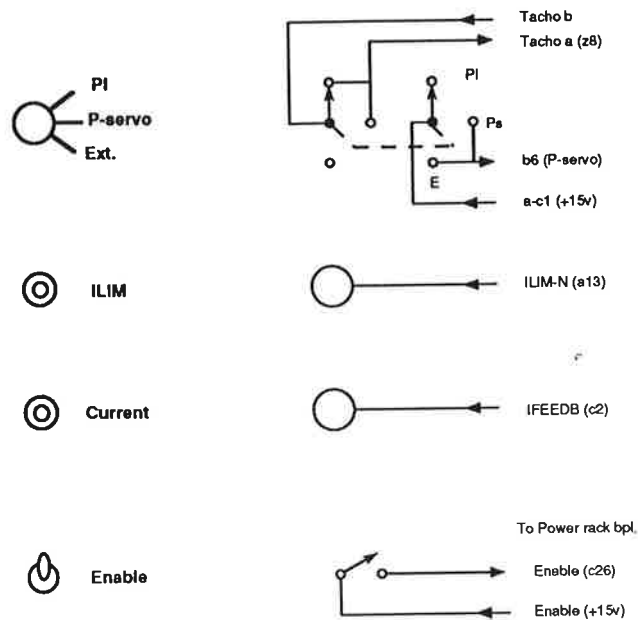 Tacho b
Tacho a (z8)
PI
PI
P-servo
Ps
Ext.
b6 (P-servo)
E
a-c1 (+15v)
ILIM
ILIM-N (a13)
Current
IFEEDB (c2)
To Power rack bpl.
Enable
Enable (c26)
Enable (+15v)